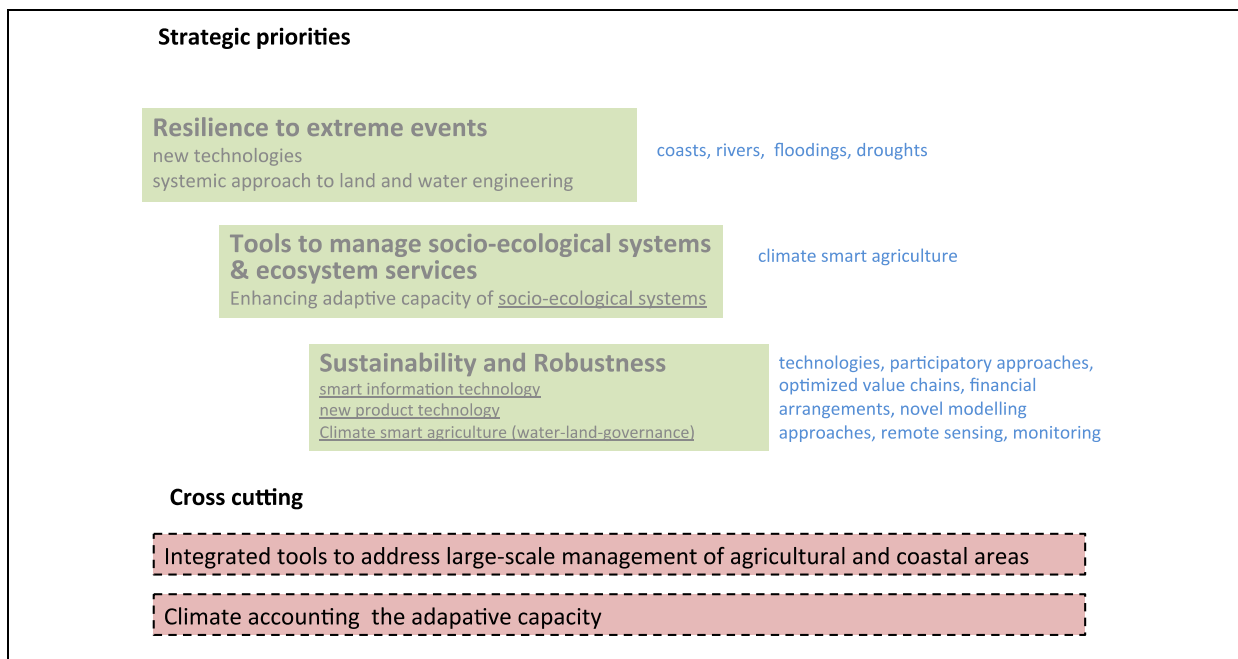 Strategic priorities
Resilience to extreme events
new technologies
systemic approach to land and water engineering
coasts, rivers, floodings, droughts
Tools to manage socio-ecological systems
& ecosystem services
Enhancing adaptive capacity of socio-ecological systems
climate smart agriculture
Sustainability and Robustness
smart information technology
new product technology
Climate smart agriculture (water-land-governance)
technologies, participatory approaches,
optimized value chains, financial
arrangements, novel modelling
approaches, remote sensing, monitoring
Cross cutting
Integrated tools to address large-scale management of agricultural and coastal areas
Climate accounting the adapative capacity